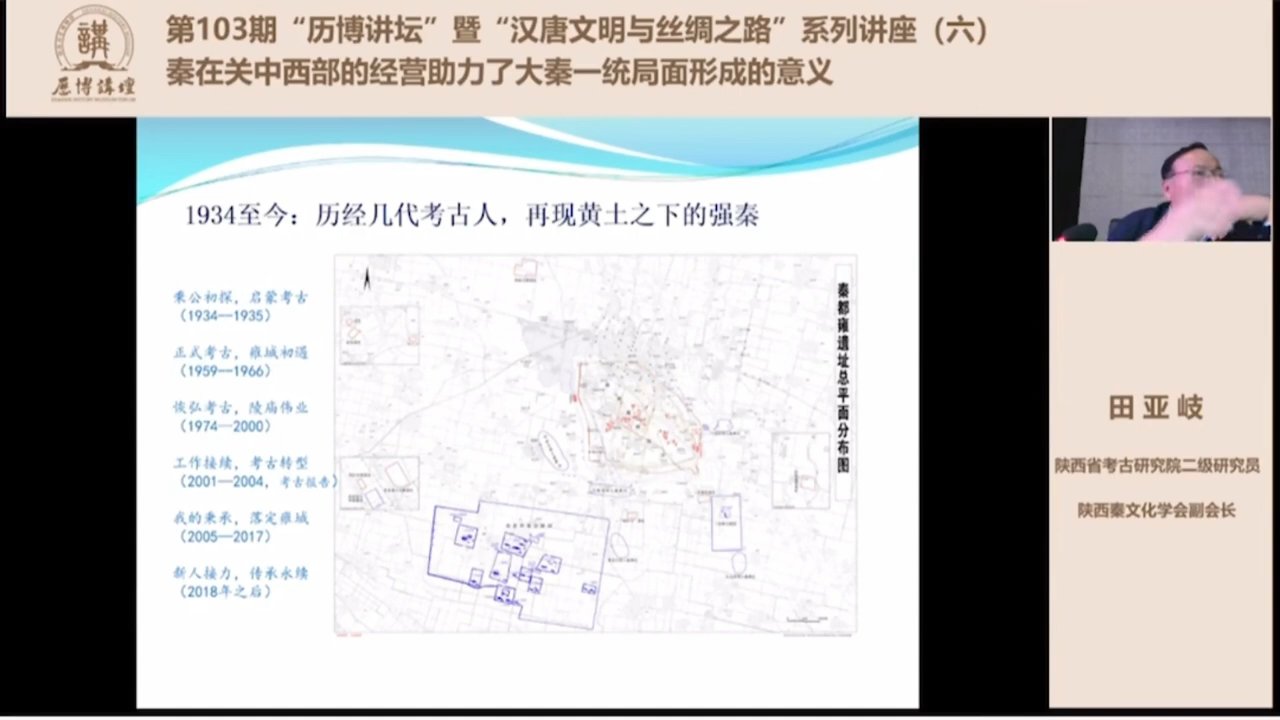 第103期“历博讲坛”暨“汉唐文明与丝绸之路”系列讲座（六）
秦在关中西部的经营助力了大秦一统局面形成的意义
講
历博講壇
1934至今：历经几代考古人，再现黄土之下的强秦
秉公初探，启蒙考古
（1934—1935）
正式考古，雍城初遇
（1959—1966）
恢弘考古，陵庙伟业
（1974—2000）
工作接续，考古转型
（2001—2004，考古报告）
我的秉承，落定雍城
（2005—2017）
新人接力，传承永续
（2018年之后）
秦都雍遗址总平面分布图
田亚岐
陕西省考古研究院二级研究员
陕西秦文化学会副会长